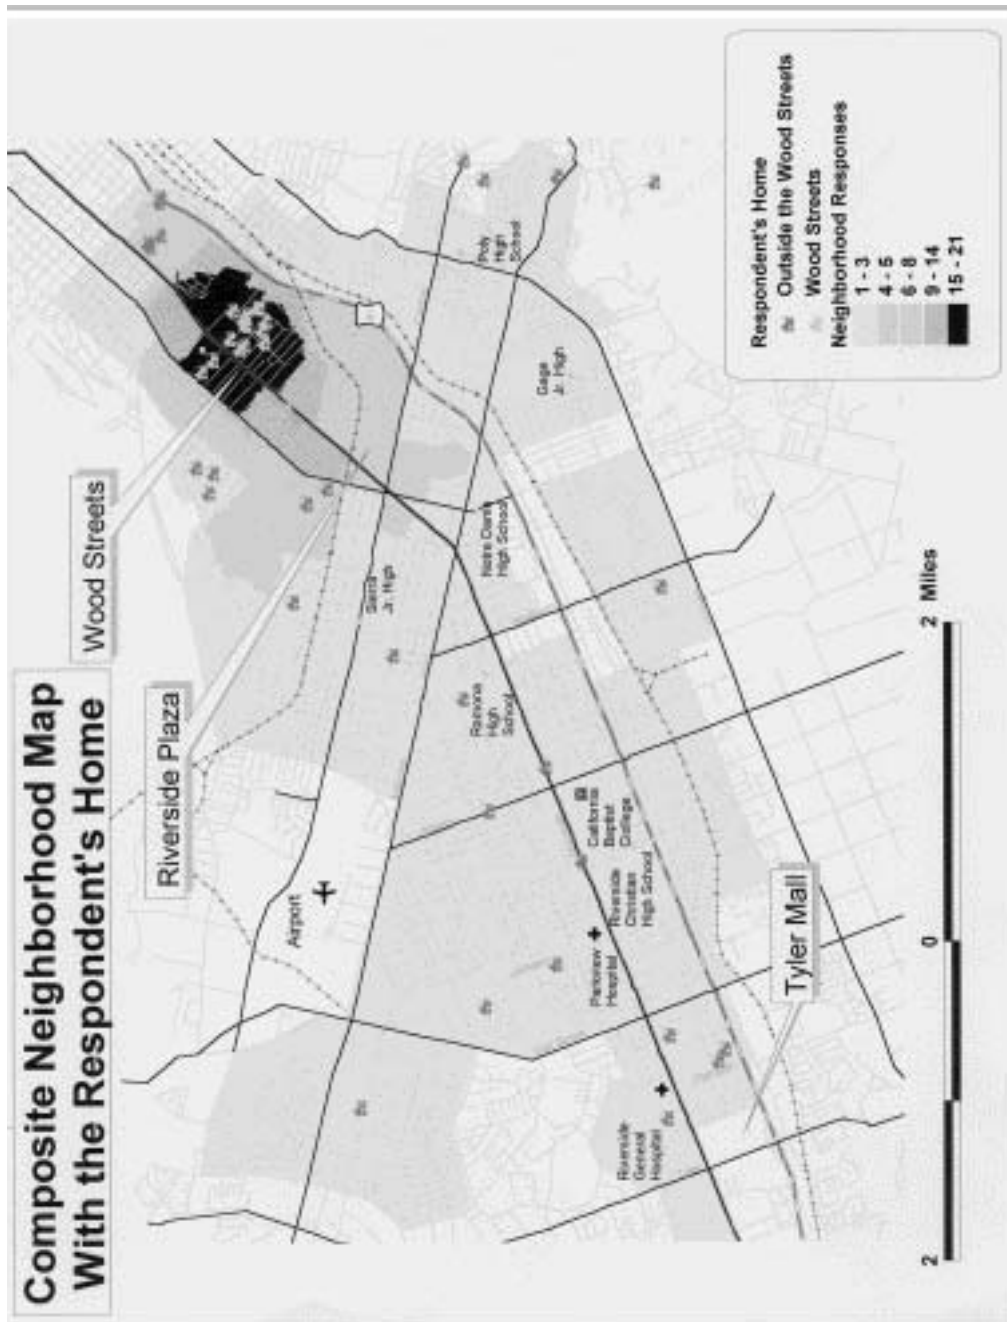 Composite Neighborhood Map
With the Respondent's Home
Wood Streets
Riverside Plaza
Airport
Sierra
Jr. High
Ramona
High
School
Notre Dame
High School
Poly
High
School
Gage
Jr. High
California
Baptist
College
Riverside
Christian
High School
Parkview
Hospital
Riverside
General
Hospital
Tyler Mall
Respondent's Home
Outside the Wood Streets
Wood Streets
Neighborhood Responses
1 - 3
4 - 5
6 - 8
9 - 14
15 - 21
2 0 2 Miles